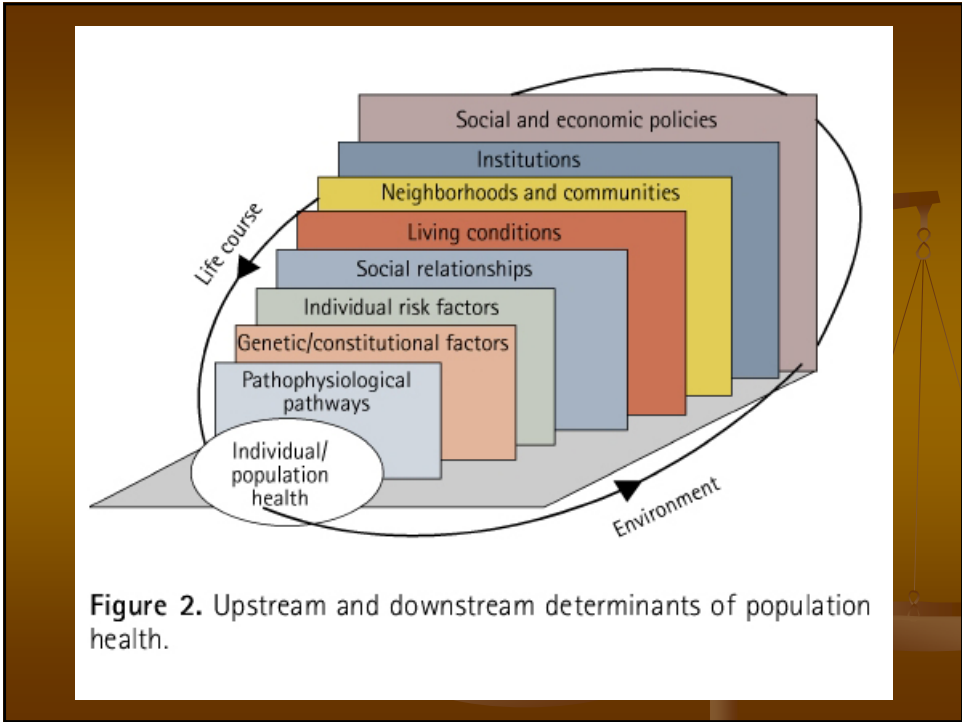 Social and economic policies
Institutions
Neighborhoods and communities
Living conditions
Social relationships
Individual risk factors
Genetic/constitutional factors
Pathophysiological
pathways
Individual/
population
health
Life course
Environment
Figure 2. Upstream and downstream determinants of population
health.